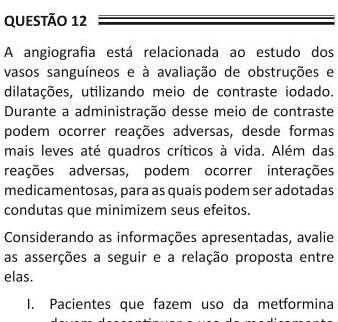 QUESTÃO 12
A angiografia está relacionada ao estudo dos
vasos sanguíneos e à avaliação de obstruções e
dilatações, utilizando meio de contraste iodado.
Durante a administração desse meio de contraste
podem ocorrer reações adversas, desde formas
mais leves até quadros críticos à vida. Além das
reações adversas, podem ocorrer interações
medicamentosas, para as quais podem ser adotadas
condutas que minimizem seus efeitos.
Considerando as informações apresentadas, avalie
as asserções a seguir e a relação proposta entre
elas.
I. Pacientes que fazem uso da metformina